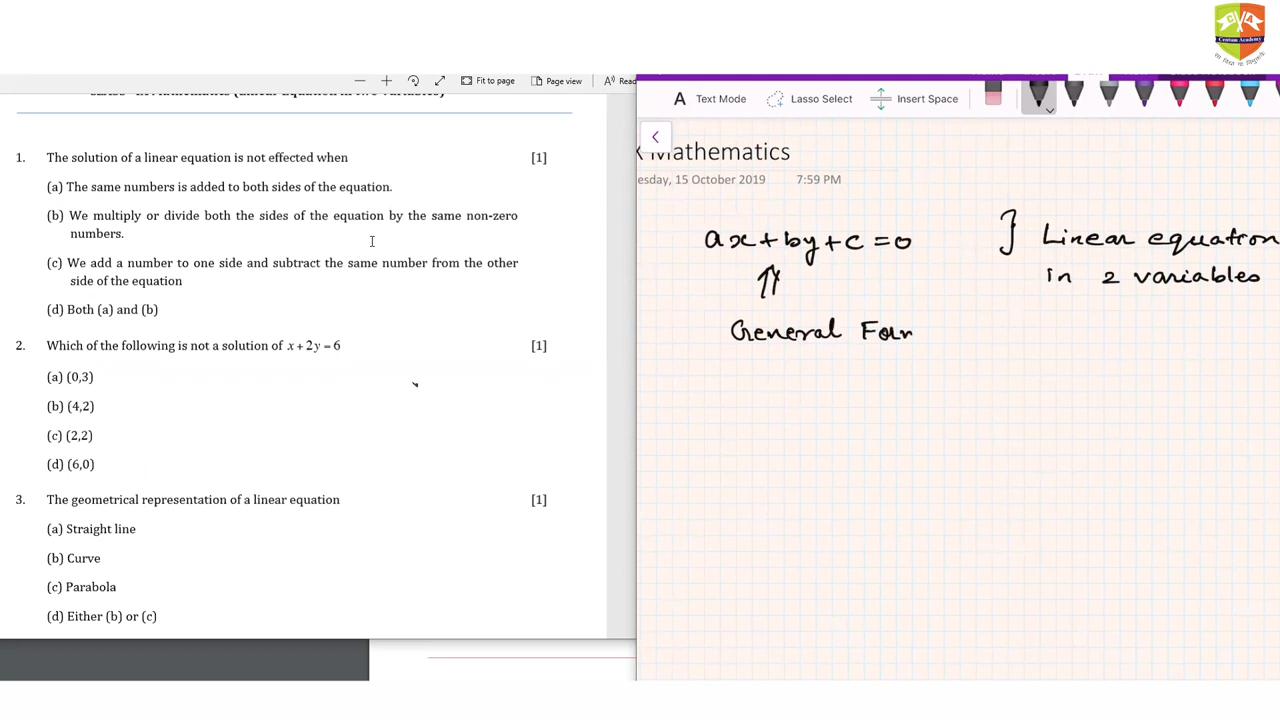 Centum Academy
Fit to page
Page view
Read
1. The solution of a linear equation is not effected when [1]
(a) The same numbers is added to both sides of the equation.
(b) We multiply or divide both the sides of the equation by the same non-zero
numbers.
(c) We add a number to one side and subtract the same number from the other
side of the equation
(d) Both (a) and (b)
2. Which of the following is not a solution of x + 2y = 6 [1]
(a) (0,3)
(b) (4,2)
(c) (2,2)
(d) (6,0)
3. The geometrical representation of a linear equation [1]
(a) Straight line
(b) Curve
(c) Parabola
(d) Either (b) or (c)
Text Mode
Lasso Select
Insert Space
Mathematics
esday, 15 October 2019 7:59 PM
ax + by + c = 0
} Linear equation
in 2 variables
General For